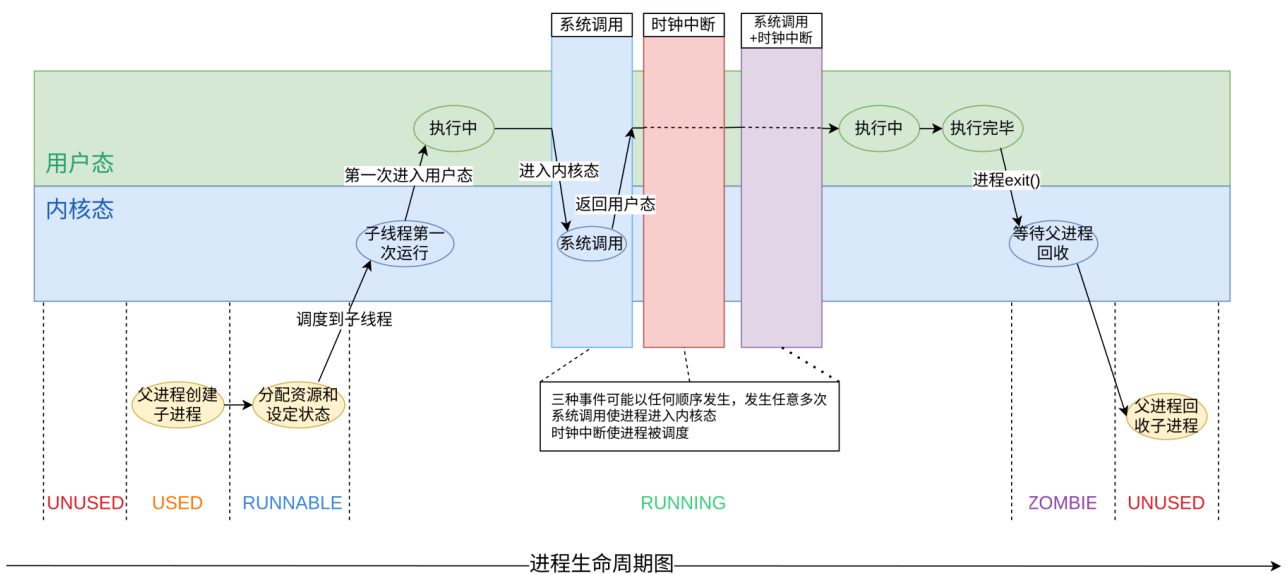 系统调用
时钟中断
系统调用
+时钟中断
执行中
执行中
执行完毕
用户态
第一次进入用户态
进入内核态
进程exit()
内核态
返回用户态
子线程第一
次运行
系统调用
等待父进程
回收
调度到子线程
父进程创建
子进程
分配资源和
设定状态
三种事件可能以任何顺序发生，发生任意多次
系统调用使进程进入内核态
时钟中断使进程被调度
父进程回
收子进程
UNUSED
USED
RUNNABLE
RUNNING
ZOMBIE
UNUSED
进程生命周期图